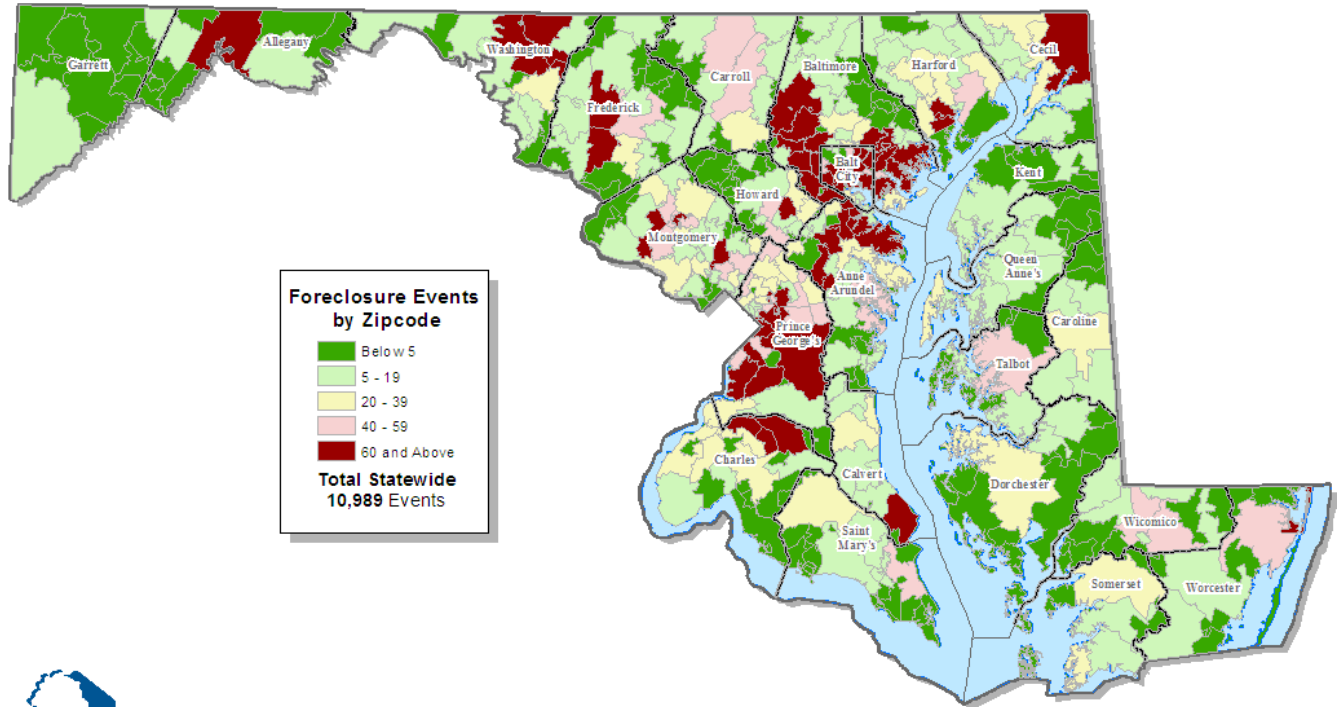 Garrett
Allegany
Washington
Frederick
Carroll
Baltimore
Harford
Cecil
Balt
City
Howard
Kent
Montgomery
Anne
Arundel
Queen
Anne's
Prince
George's
Caroline
Talbot
Charles
Calvert
Dorchester
Saint
Mary's
Wicomico
Somerset
Worcester
Foreclosure Events
by Zipcode
Below 5
5 - 19
20 - 39
40 - 59
60 and Above
Total Statewide
10,989 Events